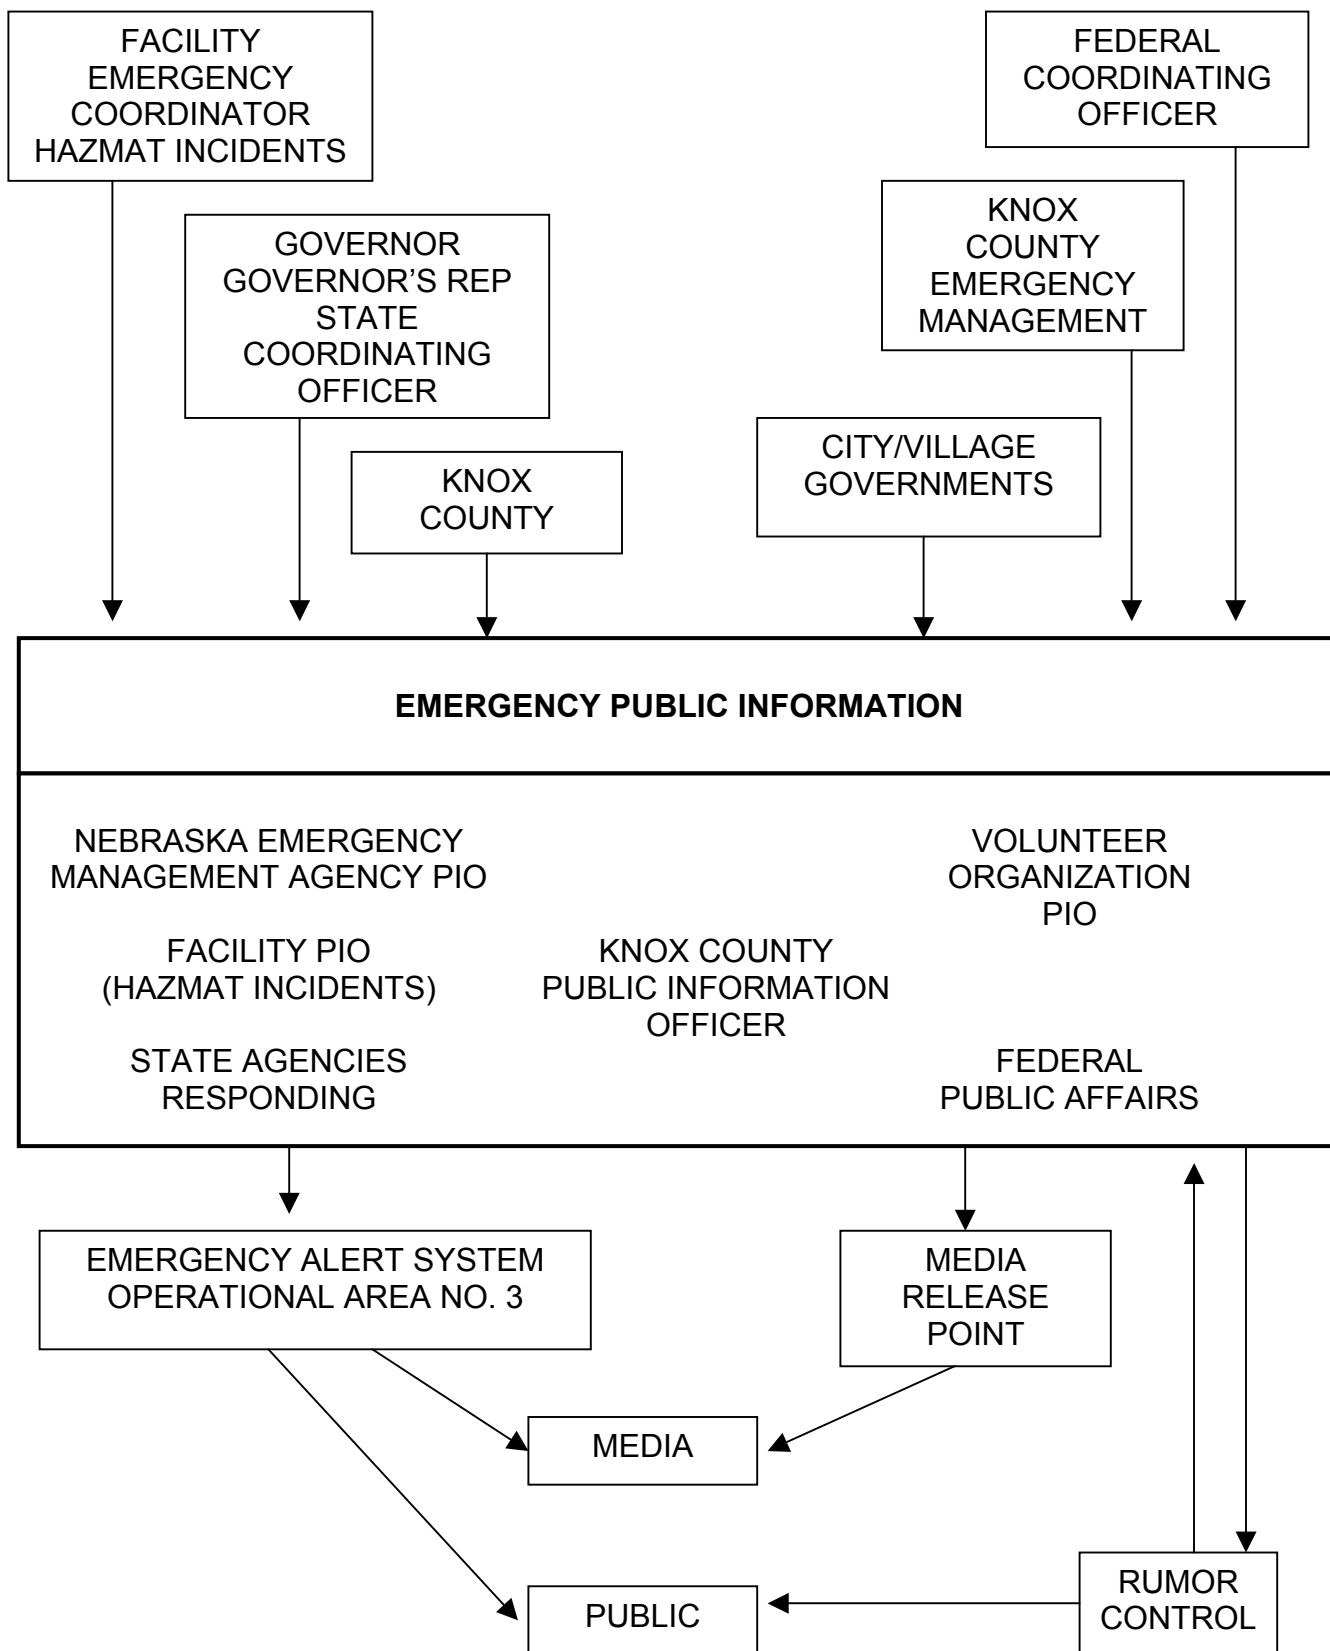 FACILITY
EMERGENCY
COORDINATOR
HAZMAT INCIDENTS
FEDERAL
COORDINATING
OFFICER
GOVERNOR
GOVERNOR’S REP
STATE
COORDINATING
OFFICER
KNOX
COUNTY
EMERGENCY
MANAGEMENT
KNOX
COUNTY
CITY/VILLAGE
GOVERNMENTS
EMERGENCY PUBLIC INFORMATION
NEBRASKA EMERGENCY
MANAGEMENT AGENCY PIO
VOLUNTEER
ORGANIZATION
PIO
FACILITY PIO
(HAZMAT INCIDENTS)
KNOX COUNTY
PUBLIC INFORMATION
OFFICER
STATE AGENCIES
RESPONDING
FEDERAL
PUBLIC AFFAIRS
EMERGENCY ALERT SYSTEM
OPERATIONAL AREA NO. 3
MEDIA
RELEASE
POINT
MEDIA
PUBLIC
RUMOR
CONTROL